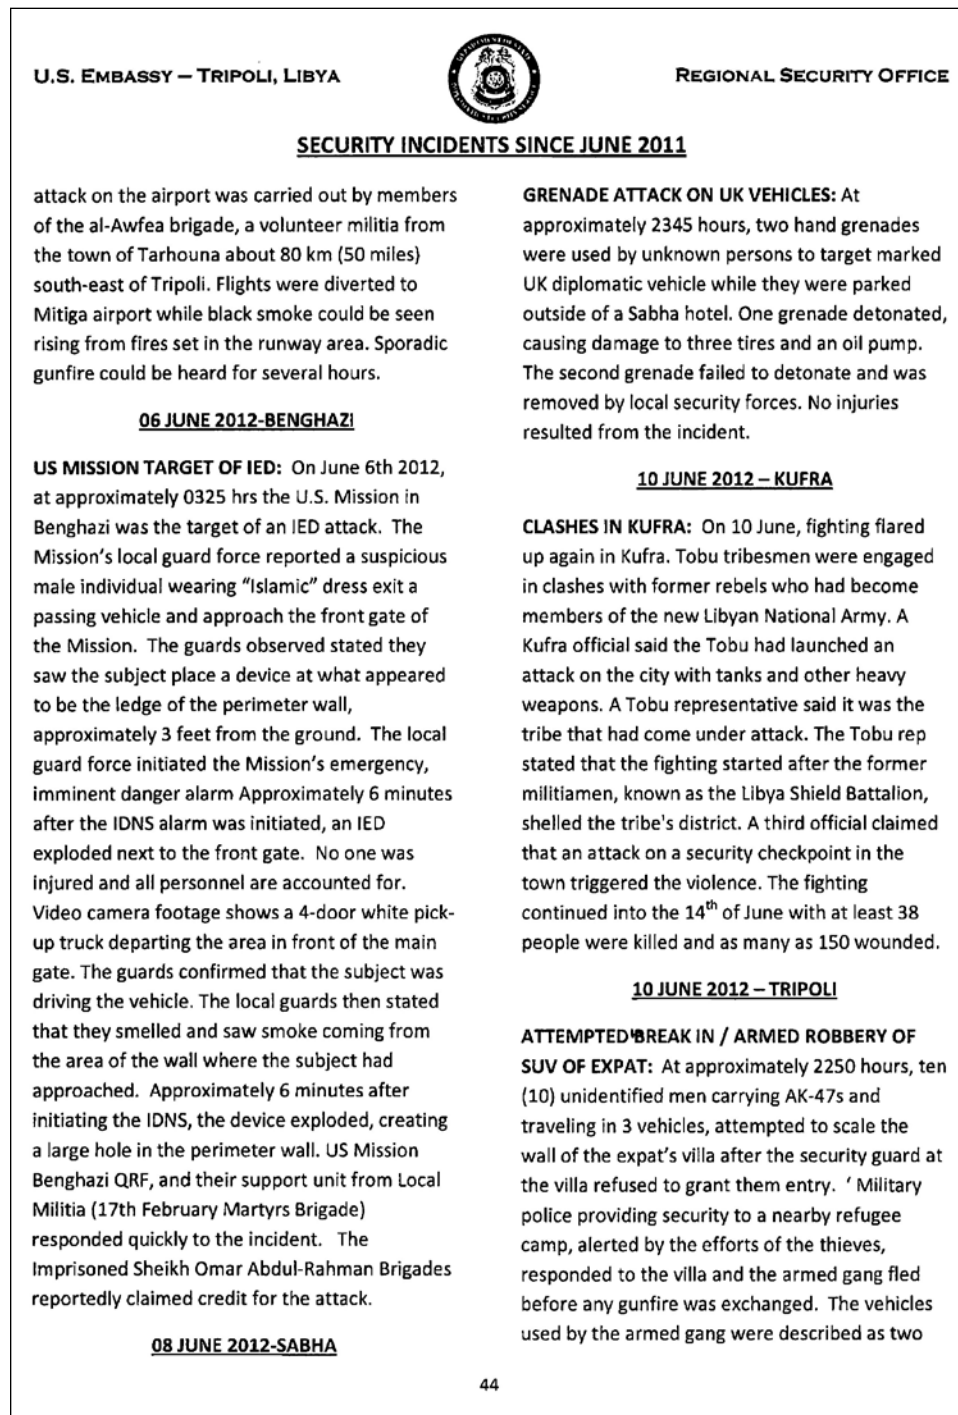 U.S. EMBASSY – TRIPOLI, LIBYA
REGIONAL SECURITY OFFICE
SECURITY INCIDENTS SINCE JUNE 2011
attack on the airport was carried out by members
of the al-Awfea brigade, a volunteer militia from
the town of Tarhouna about 80 km (50 miles)
south-east of Tripoli. Flights were diverted to
Mitiga airport while black smoke could be seen
rising from fires set in the runway area. Sporadic
gunfire could be heard for several hours.
06 JUNE 2012-BENGHAZI
US MISSION TARGET OF IED: On June 6th 2012,
at approximately 0325 hrs the U.S. Mission in
Benghazi was the target of an IED attack. The
Mission's local guard force reported a suspicious
male individual wearing "Islamic" dress exit a
passing vehicle and approach the front gate of
the Mission. The guards observed stated they
saw the subject place a device at what appeared
to be the ledge of the perimeter wall,
approximately 3 feet from the ground. The local
guard force initiated the Mission's emergency,
imminent danger alarm Approximately 6 minutes
after the IDNS alarm was initiated, an IED
exploded next to the front gate. No one was
injured and all personnel are accounted for.
Video camera footage shows a 4-door white pick-
up truck departing the area in front of the main
gate. The guards confirmed that the subject was
driving the vehicle. The local guards then stated
that they smelled and saw smoke coming from
the area of the wall where the subject had
approached. Approximately 6 minutes after
initiating the IDNS, the device exploded, creating
a large hole in the perimeter wall. US Mission
Benghazi QRF, and their support unit from Local
Militia (17th February Martyrs Brigade)
responded quickly to the incident. The
Imprisoned Sheikh Omar Abdul-Rahman Brigades
reportedly claimed credit for the attack.
08 JUNE 2012-SABHA
GRENADE ATTACK ON UK VEHICLES: At
approximately 2345 hours, two hand grenades
were used by unknown persons to target marked
UK diplomatic vehicle while they were parked
outside of a Sabha hotel. One grenade detonated,
causing damage to three tires and an oil pump.
The second grenade failed to detonate and was
removed by local security forces. No injuries
resulted from the incident.
10 JUNE 2012 – KUFRA
CLASHES IN KUFRA: On 10 June, fighting flared
up again in Kufra. Tobu tribesmen were engaged
in clashes with former rebels who had become
members of the new Libyan National Army. A
Kufra official said the Tobu had launched an
attack on the city with tanks and other heavy
weapons. A Tobu representative said it was the
tribe that had come under attack. The Tobu rep
stated that the fighting started after the former
militiamen, known as the Libya Shield Battalion,
shelled the tribe's district. A third official claimed
that an attack on a security checkpoint in the
town triggered the violence. The fighting
continued into the 14th of June with at least 38
people were killed and as many as 150 wounded.
10 JUNE 2012 – TRIPOLI
ATTEMPTED BREAK IN / ARMED ROBBERY OF
SUV OF EXPAT: At approximately 2250 hours, ten
(10) unidentified men carrying AK-47s and
traveling in 3 vehicles, attempted to scale the
wall of the expat's villa after the security guard at
the villa refused to grant them entry. ' Military
police providing security to a nearby refugee
camp, alerted by the efforts of the thieves,
responded to the villa and the armed gang fled
before any gunfire was exchanged. The vehicles
used by the armed gang were described as two
44